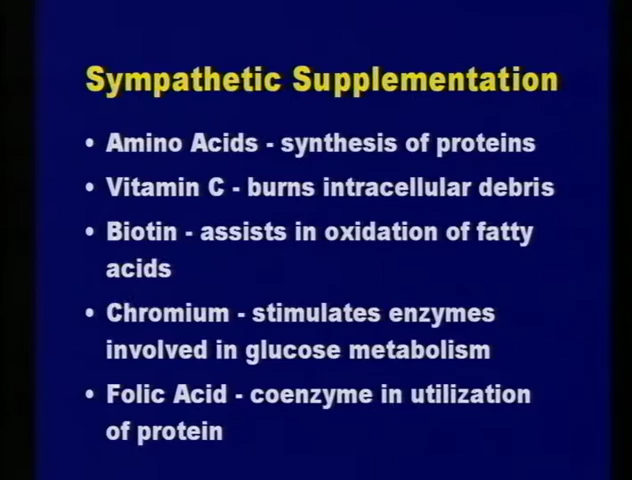 Sympathetic Supplementation
• Amino Acids - synthesis of proteins
• Vitamin C - burns intracellular debris
• Biotin - assists in oxidation of fatty
acids
• Chromium - stimulates enzymes
involved in glucose metabolism
• Folic Acid - coenzyme in utilization
of protein